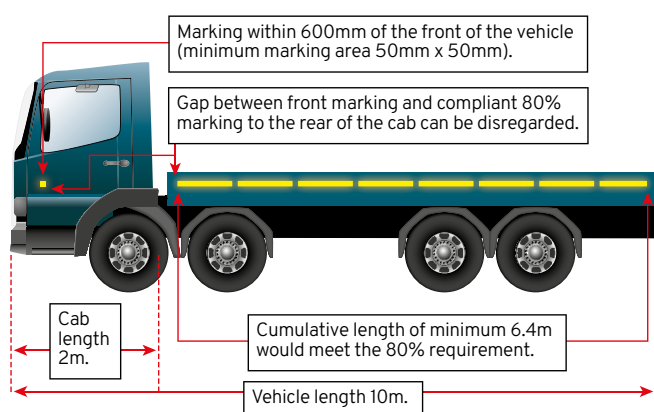 Marking within 600mm of the front of the vehicle
(minimum marking area 50mm x 50mm).
Gap between front marking and compliant 80%
marking to the rear of the cab can be disregarded.
Cab
length
2m.
Cumulative length of minimum 6.4m
would meet the 80% requirement.
Vehicle length 10m.